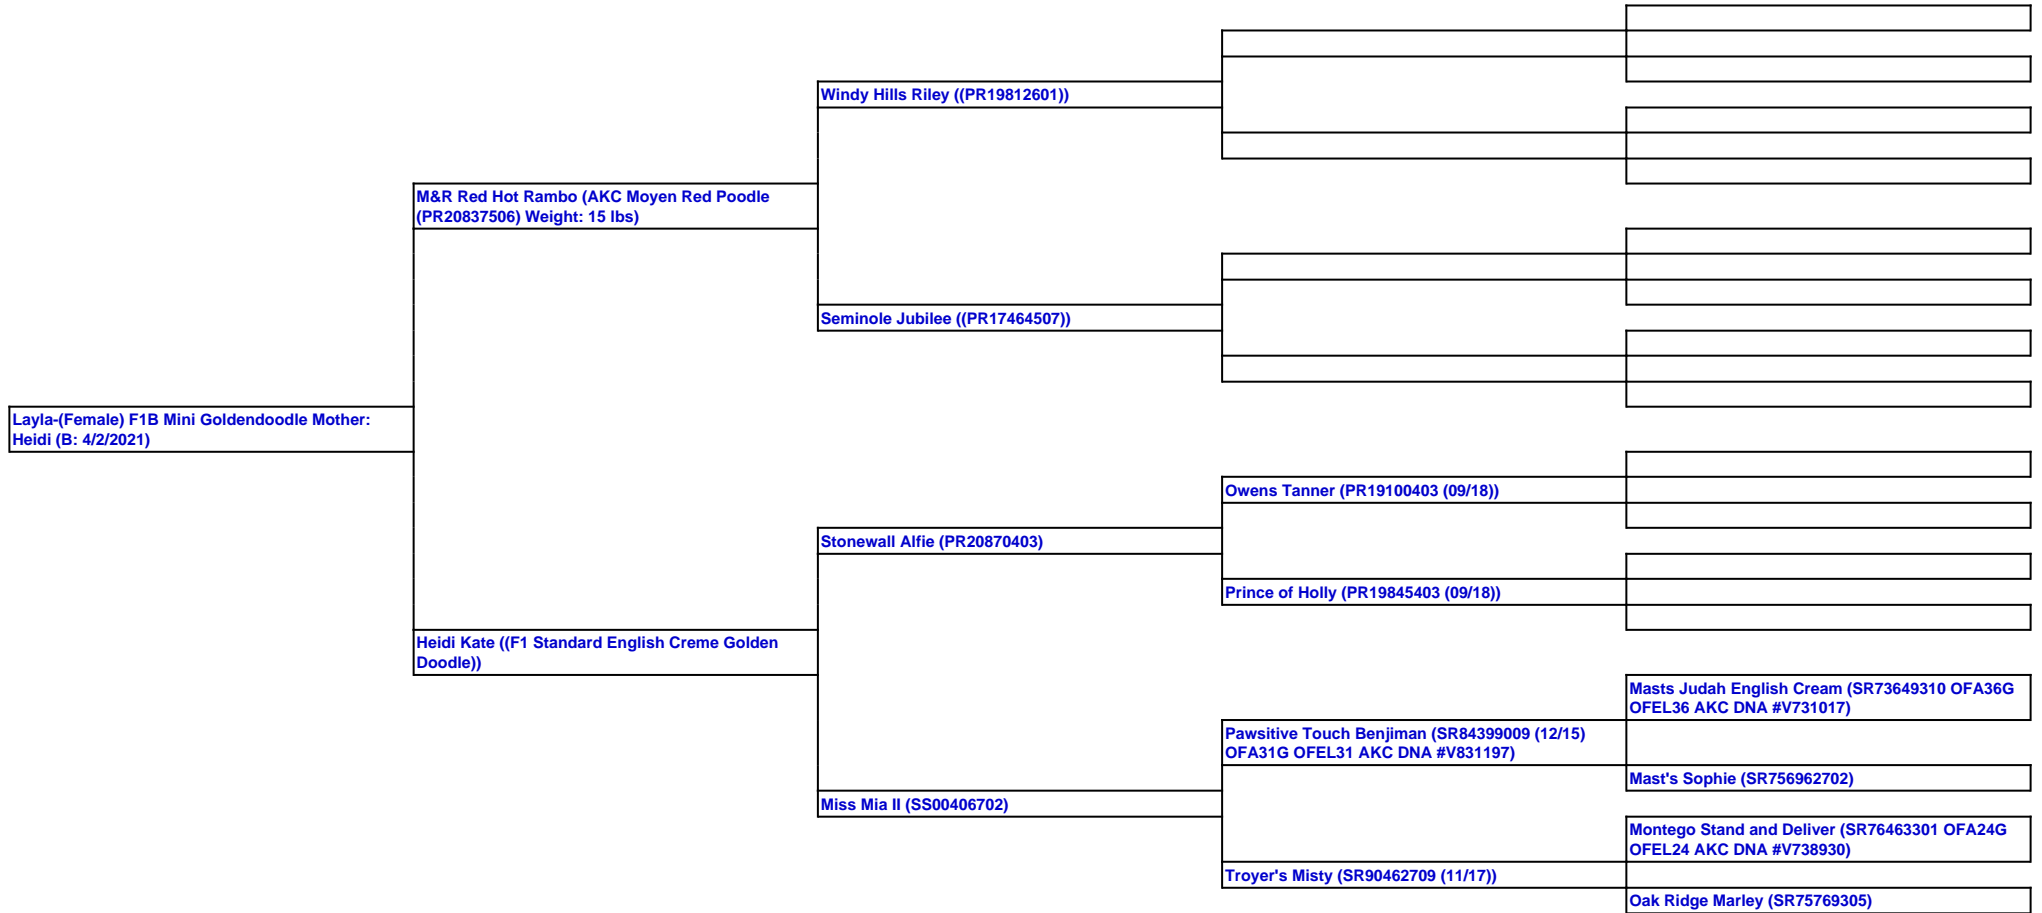 Windy Hills Riley ((PR19812601))
M&R Red Hot Rambo (AKC Moyen Red Poodle
(PR20837506) Weight: 15 lbs)
Seminole Jubilee ((PR17464507))
Layla-(Female) F1B Mini Goldendoodle Mother:
Heidi (B: 4/2/2021)
Owens Tanner (PR19100403 (09/18))
Stonewall Alfie (PR20870403)
Prince of Holly (PR19845403 (09/18))
Heidi Kate ((F1 Standard English Creme Golden
Doodle))
Masts Judah English Cream (SR73649310 OFA36G
OFEL36 AKC DNA #V731017)
Pawsitive Touch Benjiman (SR84399009 (12/15)
OFA31G OFEL31 AKC DNA #V831197)
Mast's Sophie (SR756962702)
Miss Mia II (SS00406702)
Montego Stand and Deliver (SR76463301 OFA24G
OFEL24 AKC DNA #V738930)
Troyer's Misty (SR90462709 (11/17))
Oak Ridge Marley (SR75769305)